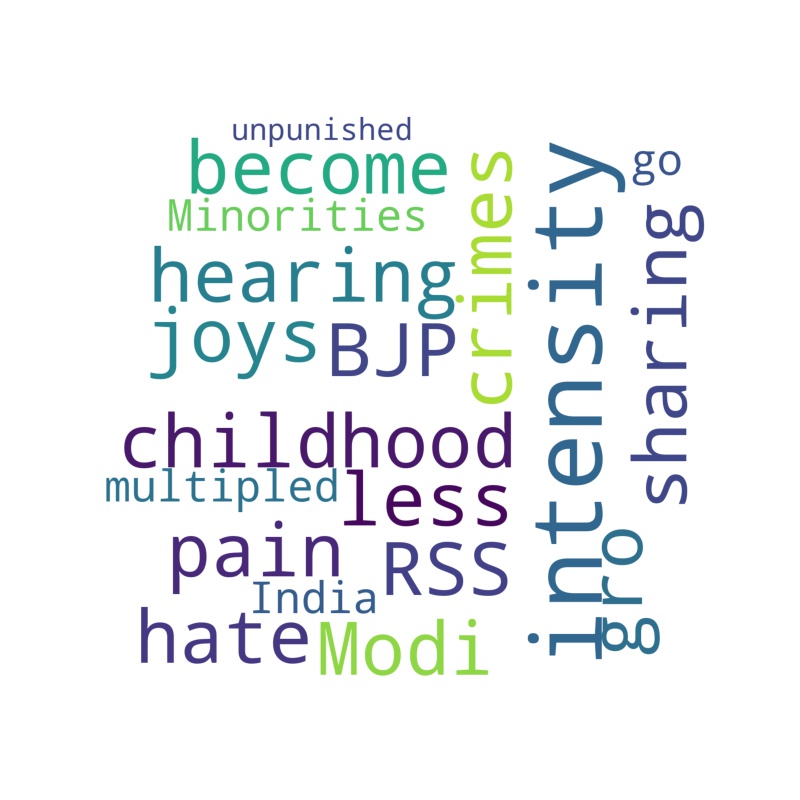 unpunished
become
Minorities
hearing
joys
BJP
crimes
intensity
go
sharing
childhood
multipled
less
pain
RSS
India
hate
Modi
gro